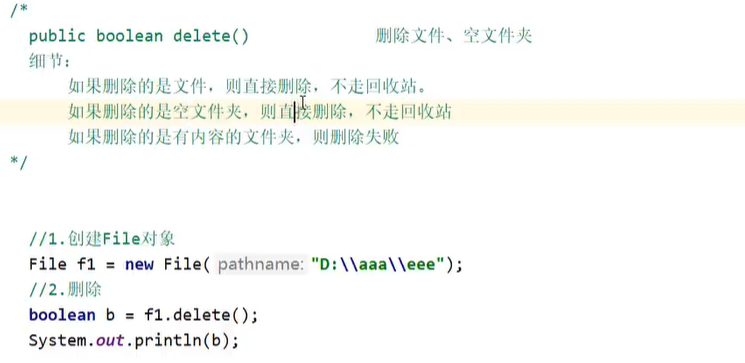 /*
public boolean delete() 删除文件、空文件夹
细节：
如果删除的是文件，则直接删除，不走回收站。
如果删除的是空文件夹，则直接删除，不走回收站
如果删除的是有内容的文件夹，则删除失败
*/
//1.创建File对象
File f1 = new File( pathname: "D:\\aaa\\eee");
//2.删除
boolean b = f1.delete();
System.out.println(b);